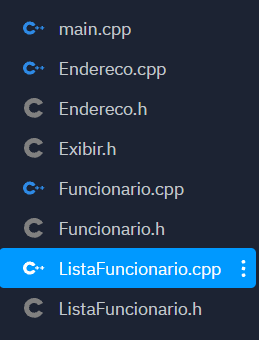 main.cpp
Endereco.cpp
Endereco.h
Exibir.h
Funcionario.cpp
Funcionario.h
ListaFuncionario.cpp
ListaFuncionario.h